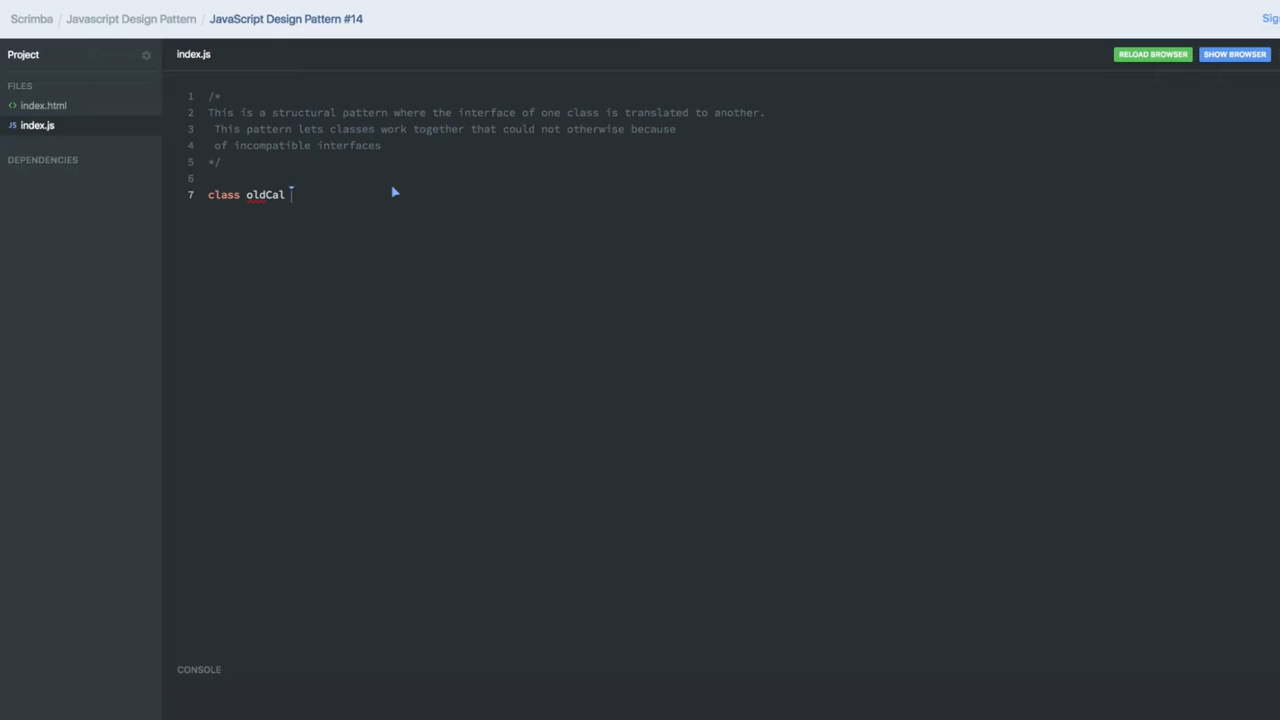 Scrimba / Javascript Design Pattern / JavaScript Design Pattern #14
Sig
Project
index.js
RELOAD BROWSER
SHOW BROWSER
FILES
<> index.html
JS index.js
DEPENDENCIES
1 /*
2 This is a structural pattern where the interface of one class is translated to another.
3 This pattern lets classes work together that could not otherwise because
4 of incompatible interfaces
5 */
6
7 class oldCal
CONSOLE